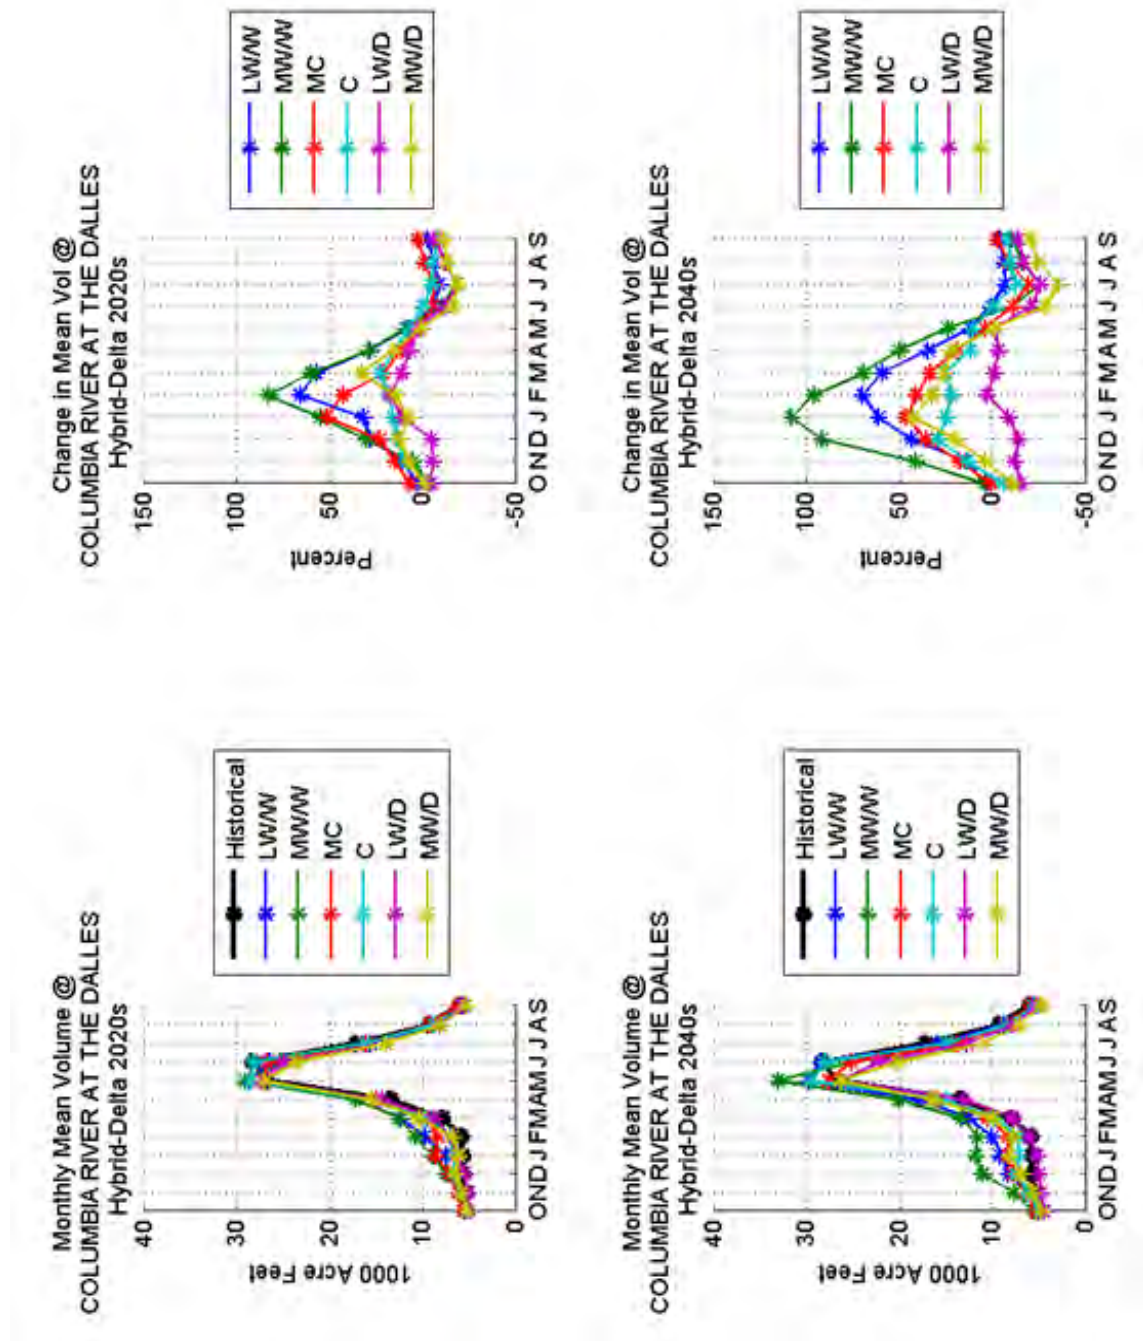 Monthly Mean Volume @
COLUMBIA RIVER AT THE DALLES
Hybrid-Delta 2020s
40
30
20
10
0
1000 Acre Feet
O N D J F M A M J J A S
Historical
LW/W
MW/W
MC
C
LW/D
MW/D
Change in Mean Vol @
COLUMBIA RIVER AT THE DALLES
Hybrid-Delta 2020s
150
100
50
0
-50
Percent
O N D J F M A M J J A S
LW/W
MW/W
MC
C
LW/D
MW/D
Monthly Mean Volume @
COLUMBIA RIVER AT THE DALLES
Hybrid-Delta 2040s
40
30
20
10
0
1000 Acre Feet
O N D J F M A M J J A S
Historical
LW/W
MW/W
MC
C
LW/D
MW/D
Change in Mean Vol @
COLUMBIA RIVER AT THE DALLES
Hybrid-Delta 2040s
150
100
50
0
-50
Percent
O N D J F M A M J J A S
LW/W
MW/W
MC
C
LW/D
MW/D